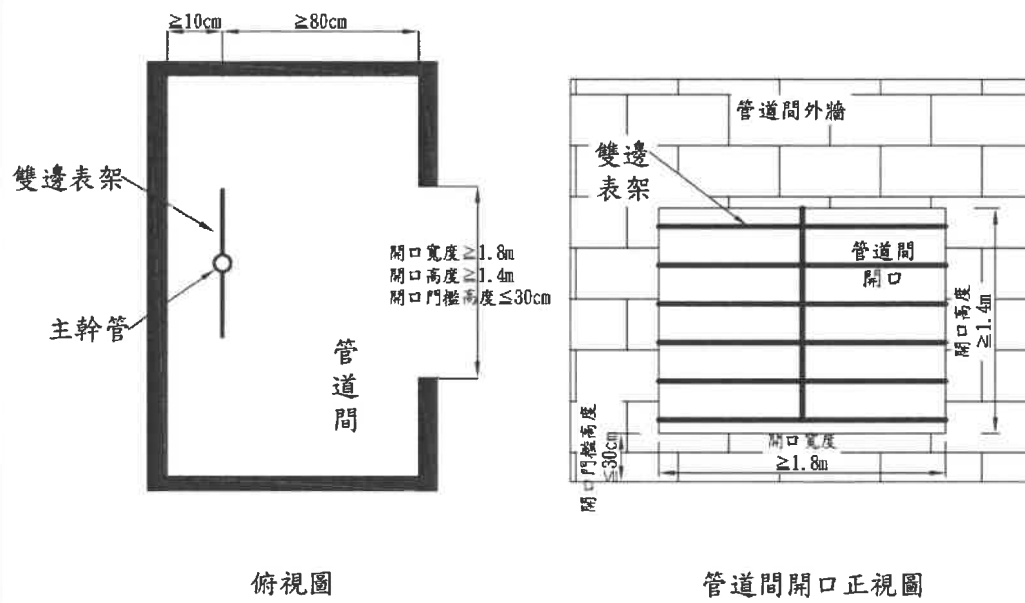 ≧10cm
≧80cm
雙邊表架
主幹管
開口寬度≧1.8m
開口高度≧1.4m
開口門檻高度≦30cm
管道間
俯視圖
管道間外牆
雙邊
表架
管道間
開口
開口高度
≧1.4m
開口門檻高度
≦30cm
開口寬度
≧1.8m
管道間開口正視圖